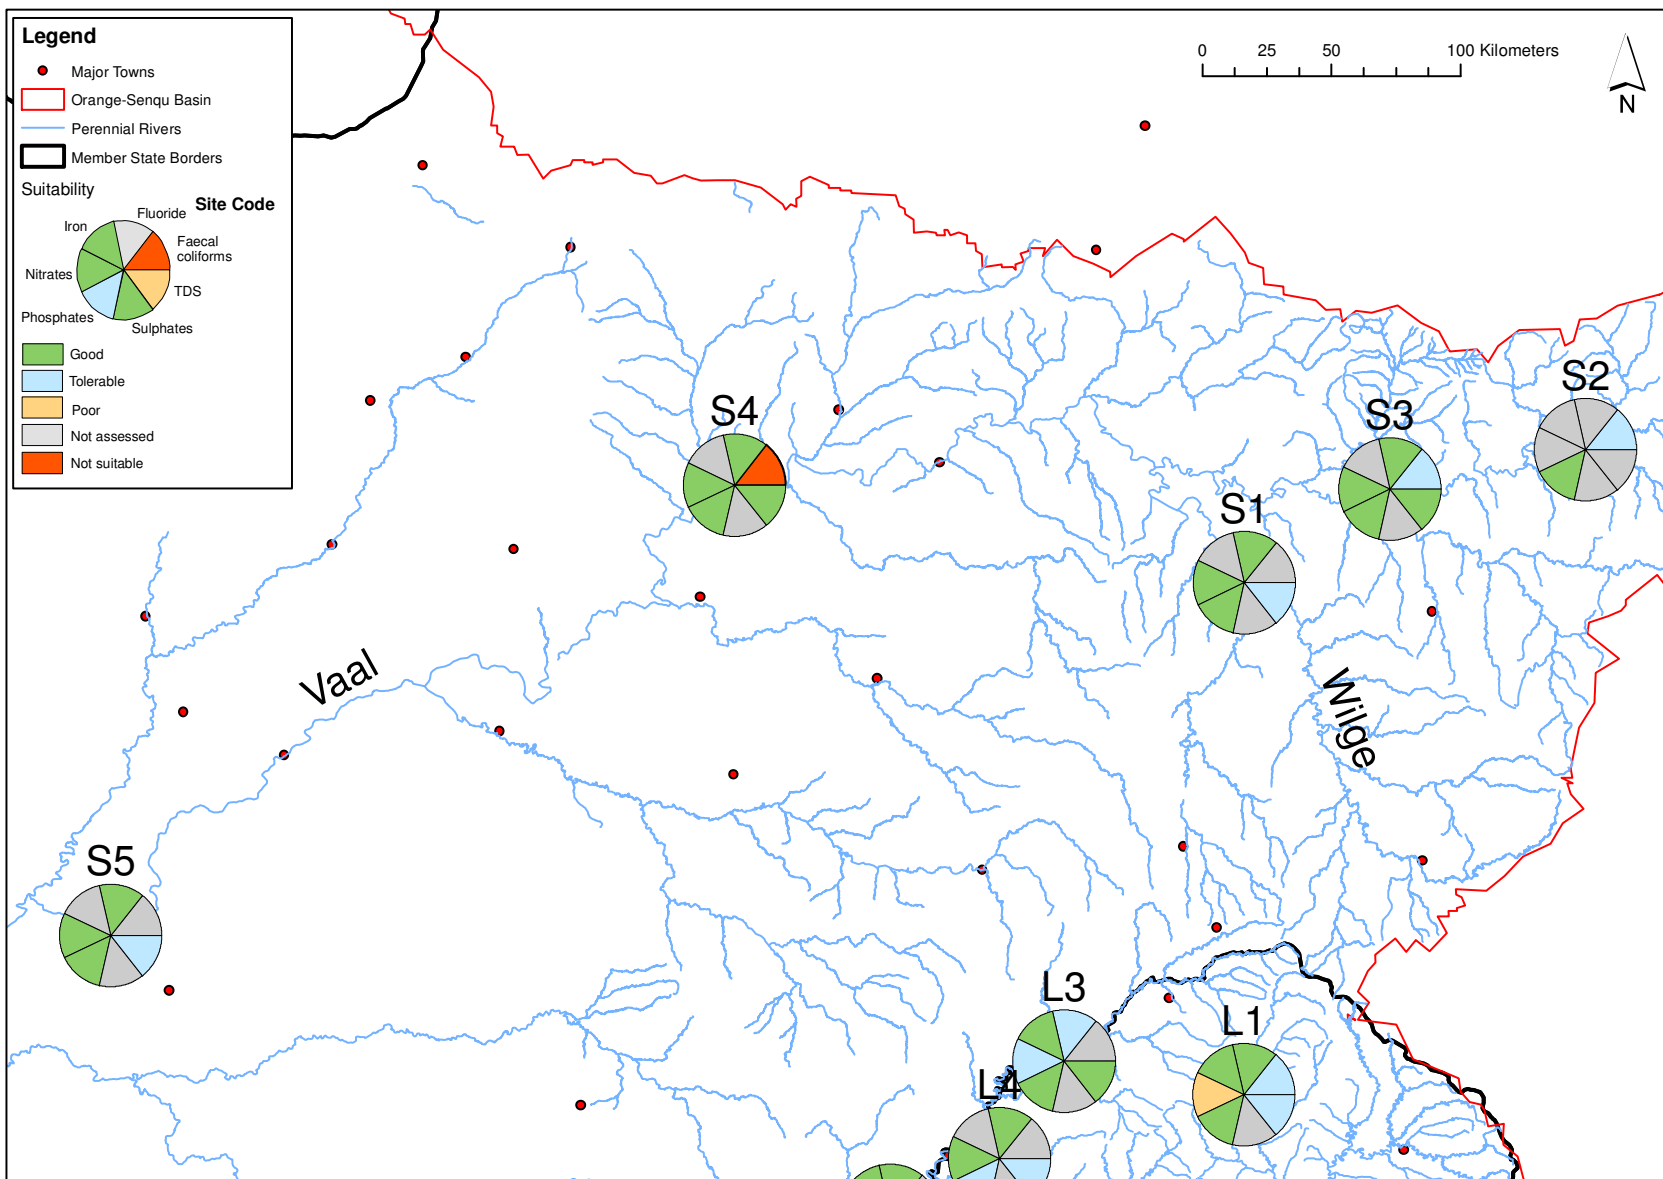 Legend
Major Towns
Orange-Senqu Basin
Perennial Rivers
Member State Borders
Suitability
Site Code
Fluoride
Iron
Faecal
coliforms
Nitrates
TDS
Phosphates
Sulphates
Good
Tolerable
Poor
Not assessed
Not suitable
0 25 50 100 Kilometers
N
S2
S4
S3
S1
Vaal
Wilge
S5
L3
L1
L4